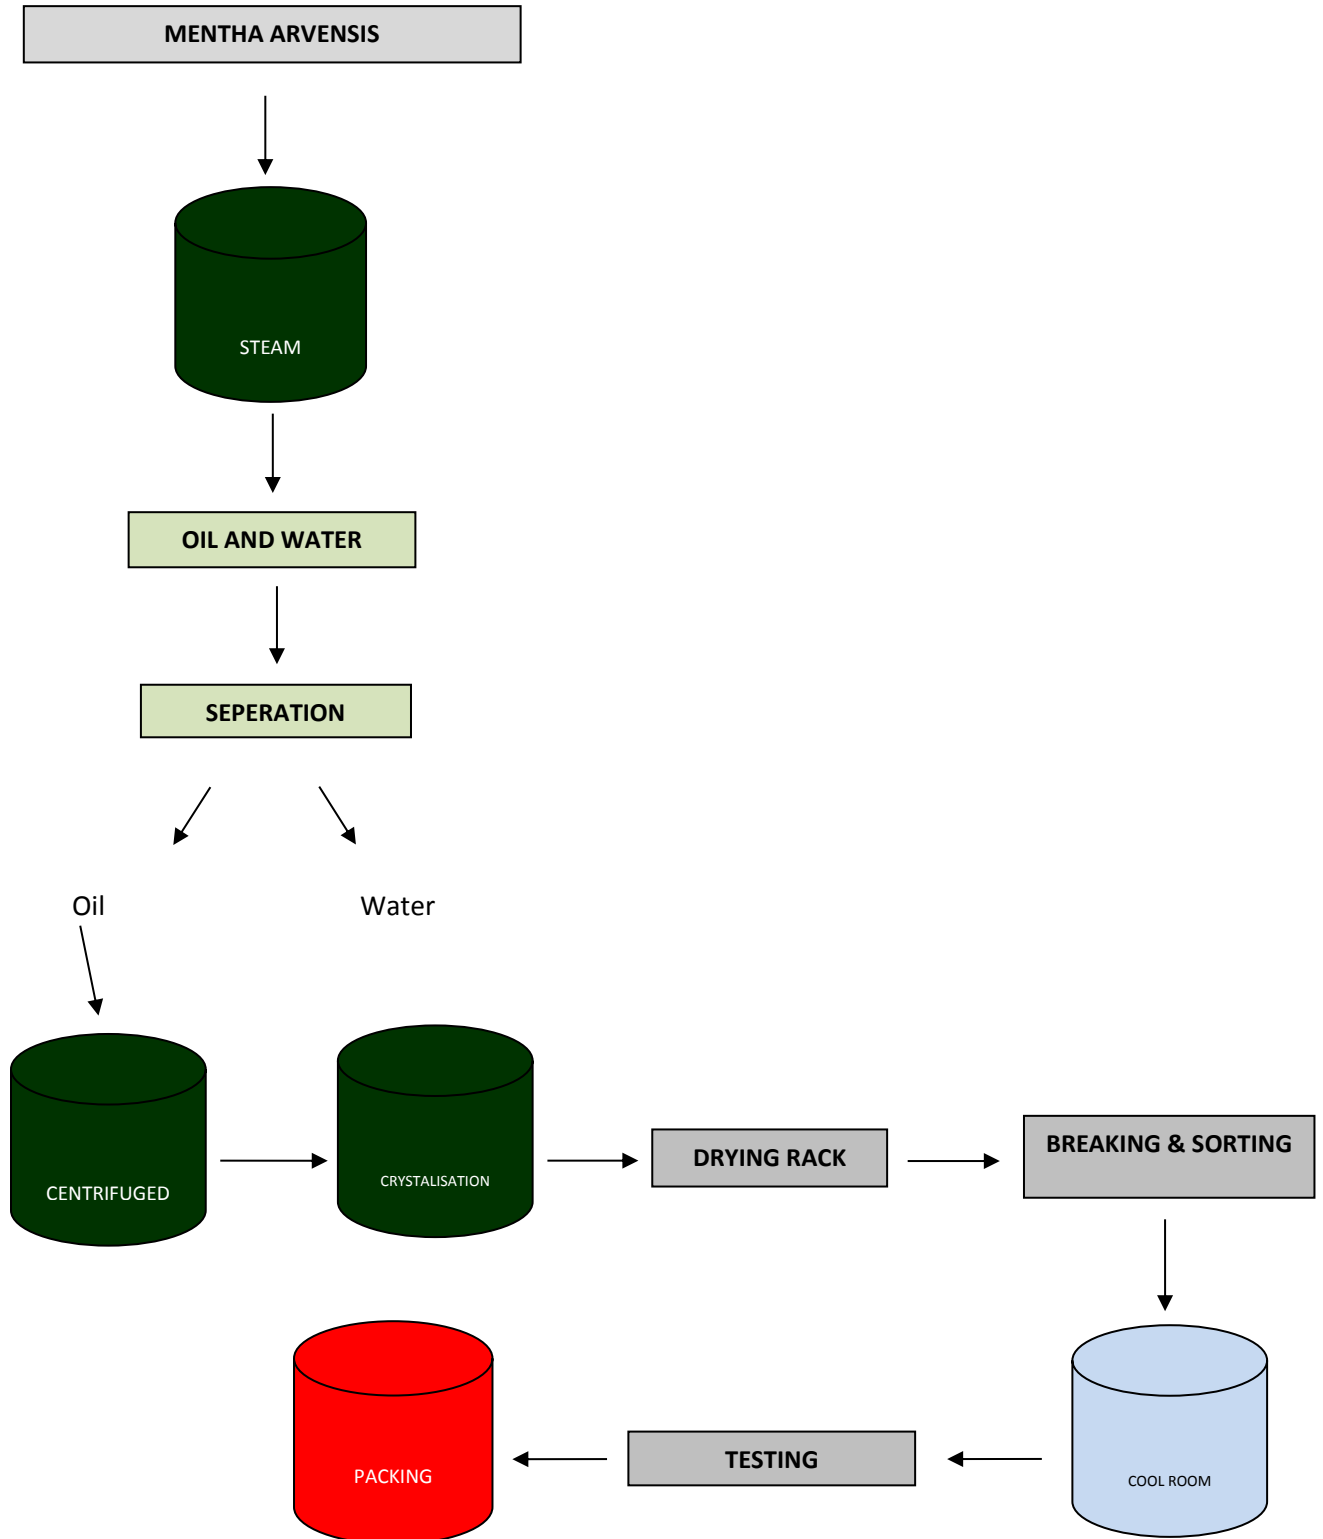 MENTHA ARVENSIS
STEAM
OIL AND WATER
SEPERATION
Oil
Water
CENTRIFUGED
CRYSTALISATION
DRYING RACK
BREAKING & SORTING
PACKING
TESTING
COOL ROOM